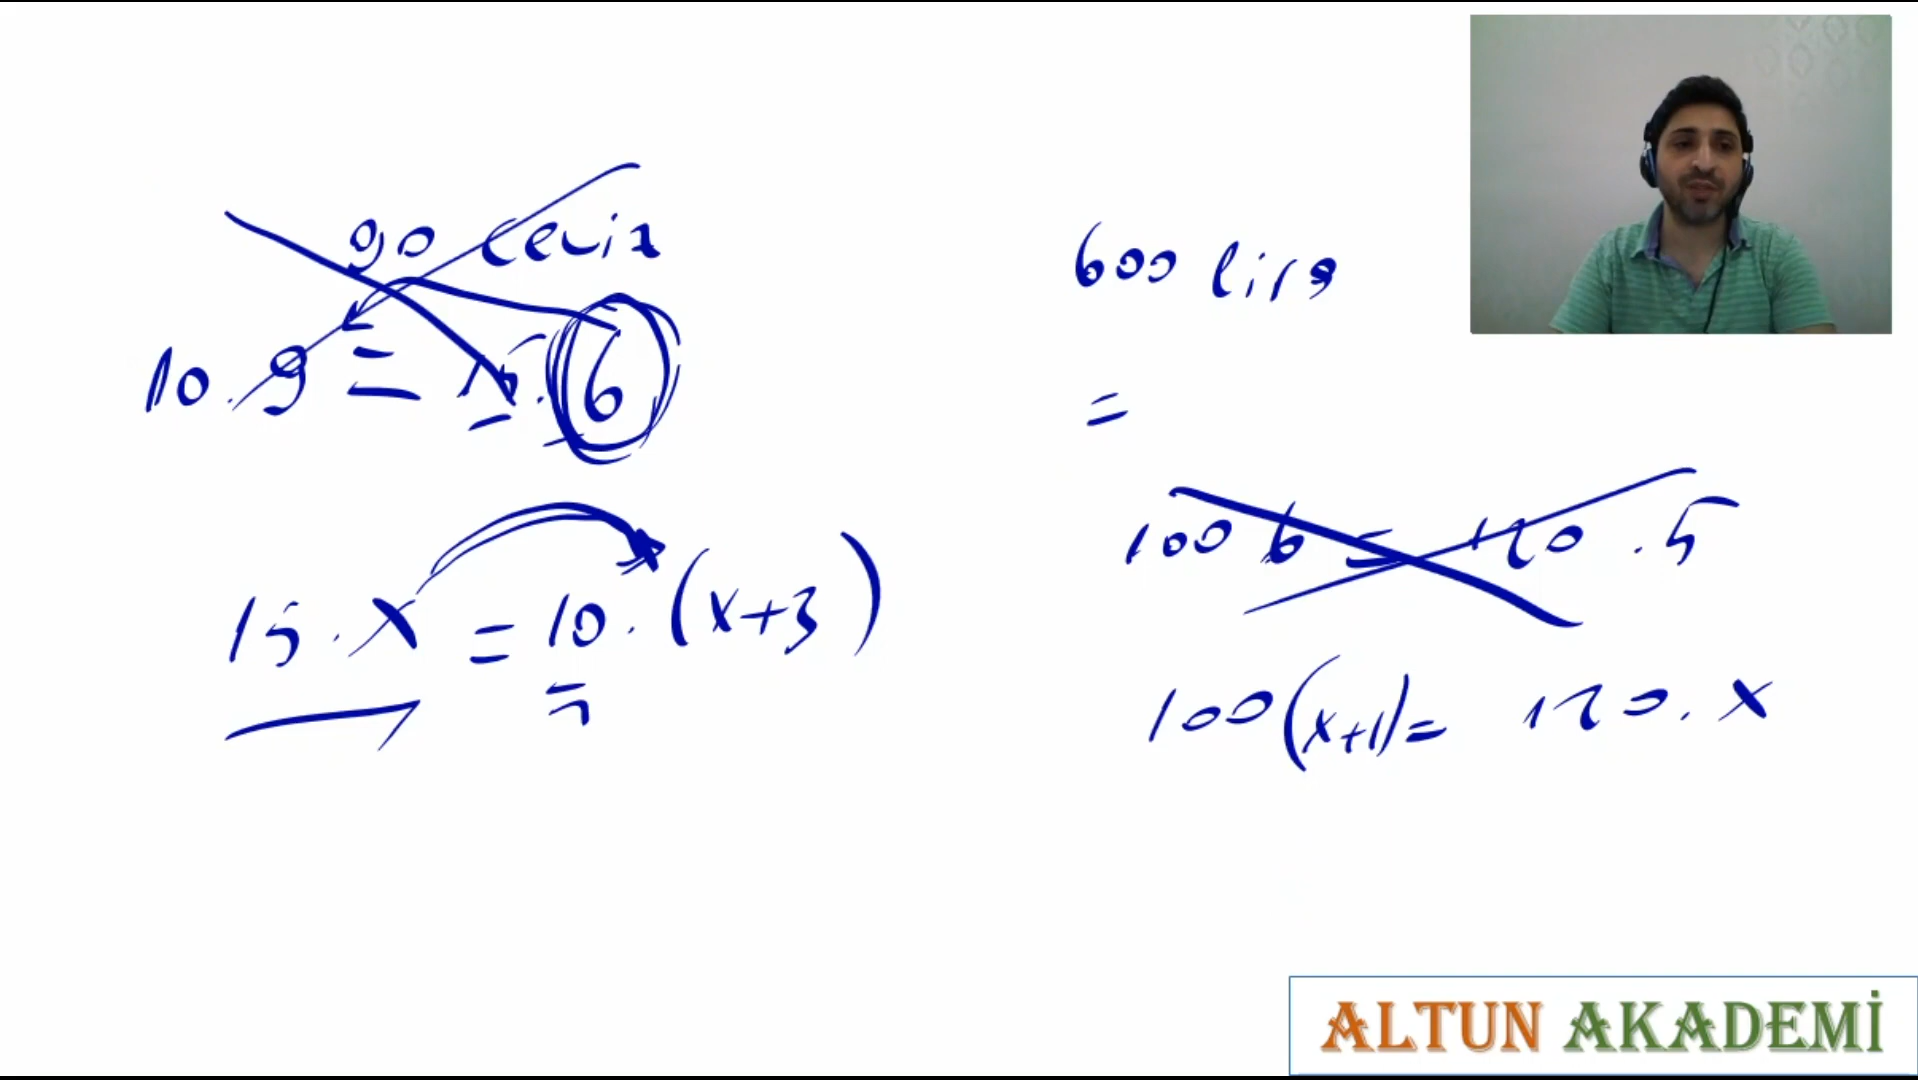 90 ceviz
10 . 9 = 15 . 6
15 . x = 10 . (x+3)
600 lira
=
100 6 = 120 . 5
100(x+1) = 120 . x
ALTUN AKADEMİ